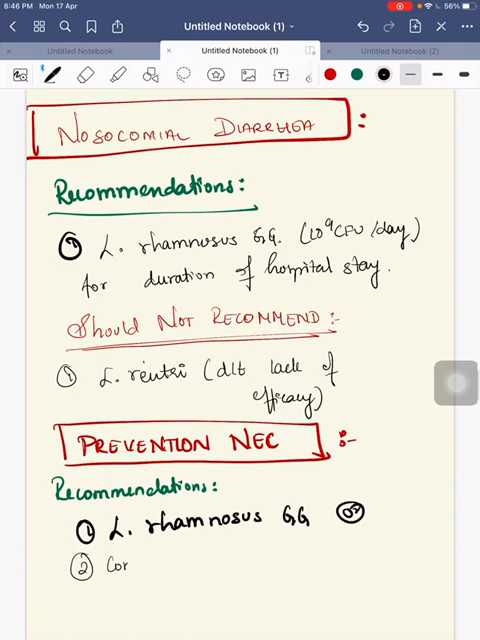 8:46 PM Mon 17 Apr
56%
Untitled Notebook (1)
Untitled Notebook
Untitled Notebook (1)
Untitled Notebook (2)
NOSOCOMIAL DIARRHEA :
Recommendations:
① L. rhamnosus GG. (10⁹ CFU/day)
for duration of hospital stay.
SHOULD NOT RECOMMEND:-
① L. reuteri (d/t lack of
efficacy)
PREVENTION NEC :-
Recommendations:
① L. rhamnosus GG
② Cor